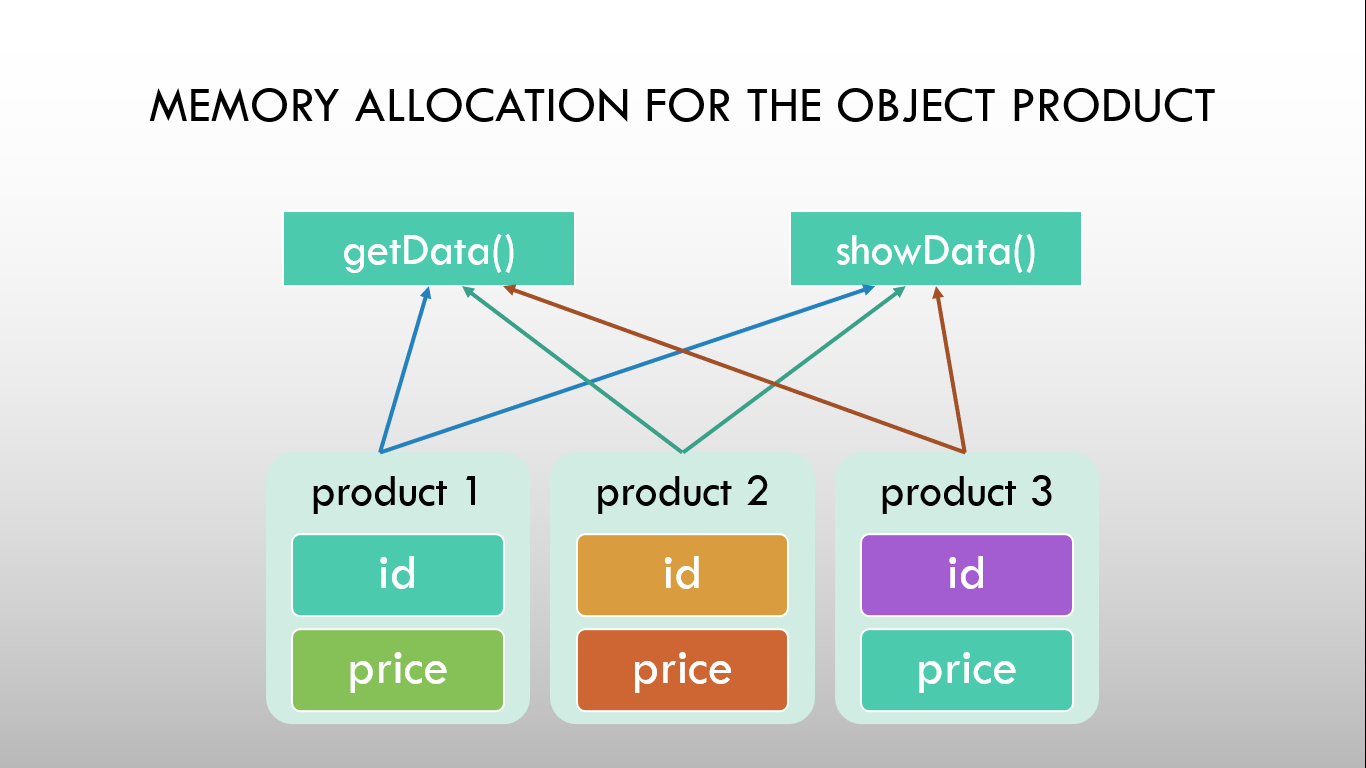 MEMORY ALLOCATION FOR THE OBJECT PRODUCT
getData()
showData()
product 1
id
price
product 2
id
price
product 3
id
price